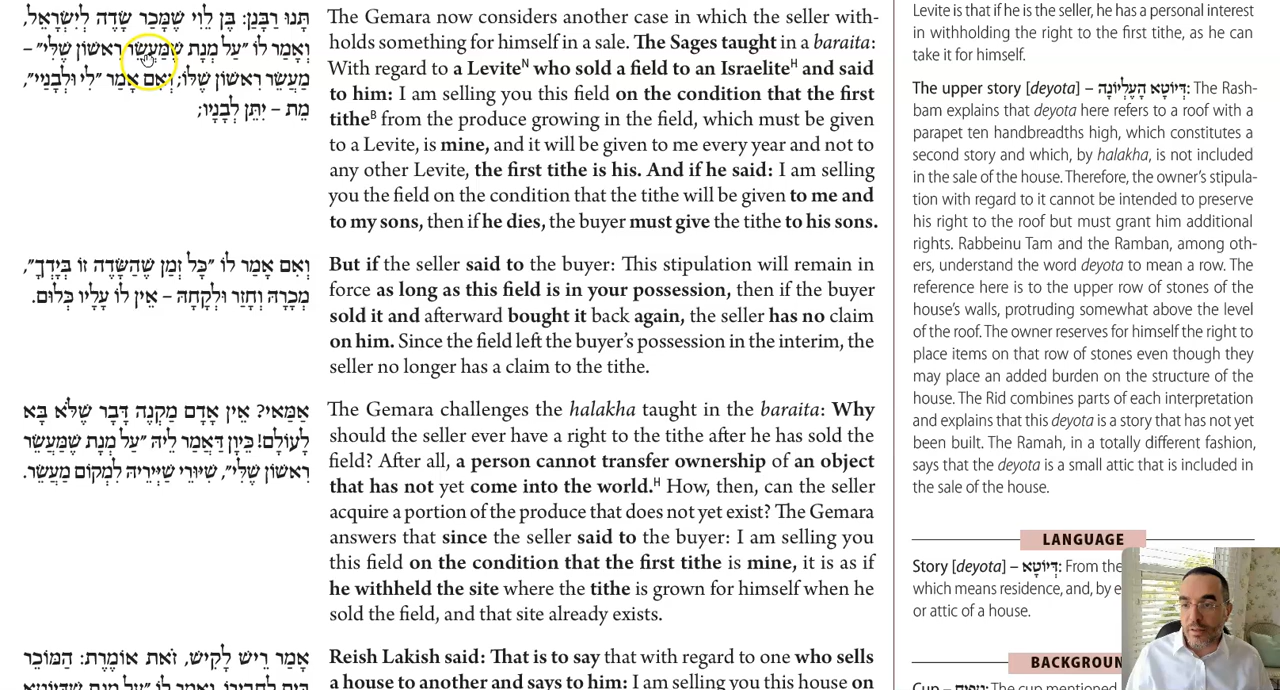 תָּנוּ רַבָּנַן: בֶּן לֵוִי שֶׁמָּכַר שָׂדֶה לְיִשְׂרָאֵל,
וְאָמַר לוֹ ״עַל מְנָת שֶׁמַּעֲשֵׂר רִאשׁוֹן שֶׁלִּי״ –
מַעֲשֵׂר רִאשׁוֹן שֶׁלּוֹ; וְאִם אָמַר ״לִי וּלְבָנַי״,
מֵת – יִתֵּן לְבָנָיו;
The Gemara now considers another case in which the seller with-
holds something for himself in a sale. The Sages taught in a baraita:
With regard to a Leviteᴺ who sold a field to an Israeliteᴴ and said
to him: I am selling you this field on the condition that the first
titheᴮ from the produce growing in the field, which must be given
to a Levite, is mine, and it will be given to me every year and not to
any other Levite, the first tithe is his. And if he said: I am selling
you the field on the condition that the tithe will be given to me and
to my sons, then if he dies, the buyer must give the tithe to his sons.
וְאִם אָמַר לוֹ ״כׇּל זְמַן שֶׁהַשָּׂדֶה זוֹ בְּיָדְךָ״,
מְכָרָהּ וְחָזַר וּלְקָחָהּ – אֵין לוֹ עָלָיו כְּלוּם.
But if the seller said to the buyer: This stipulation will remain in
force as long as this field is in your possession, then if the buyer
sold it and afterward bought it back again, the seller has no claim
on him. Since the field left the buyer's possession in the interim, the
seller no longer has a claim to the tithe.
אַמַּאי? אֵין אָדָם מַקְנֶה דָּבָר שֶׁלֹּא בָּא
לָעוֹלָם! כֵּיוָן דַּאֲמַר לֵיהּ ״עַל מְנָת שֶׁמַּעֲשֵׂר
רִאשׁוֹן שֶׁלִּי״, שַׁיּוֹרֵי שַׁיְּירֵיהּ לִמְקוֹם מַעֲשֵׂר.
The Gemara challenges the halakha taught in the baraita: Why
should the seller ever have a right to the tithe after he has sold the
field? After all, a person cannot transfer ownership of an object
that has not yet come into the world.ᴴ How, then, can the seller
acquire a portion of the produce that does not yet exist? The Gemara
answers that since the seller said to the buyer: I am selling you
this field on the condition that the first tithe is mine, it is as if
he withheld the site where the tithe is grown for himself when he
sold the field, and that site already exists.
אָמַר רֵישׁ לָקִישׁ, זֹאת אוֹמֶרֶת: הַמּוֹכֵר
Reish Lakish said: That is to say that with regard to one who sells
a house to another and says to him: I am selling you this house on
Levite is that if he is the seller, he has a personal interest
in withholding the right to the first tithe, as he can
take it for himself.
The upper story [deyota] – דְּיוֹטָא הָעֶלְיוֹנָה: The Rash-
bam explains that deyota here refers to a roof with a
parapet ten handbreadths high, which constitutes a
second story and which, by halakha, is not included
in the sale of the house. Therefore, the owner's stipula-
tion with regard to it cannot be intended to preserve
his right to the roof but must grant him additional
rights. Rabbeinu Tam and the Ramban, among oth-
ers, understand the word deyota to mean a row. The
reference here is to the upper row of stones of the
house's walls, protruding somewhat above the level
of the roof. The owner reserves for himself the right to
place items on that row of stones even though they
may place an added burden on the structure of the
house. The Rid combines parts of each interpretation
and explains that this deyota is a story that has not yet
been built. The Ramah, in a totally different fashion,
says that the deyota is a small attic that is included in
the sale of the house.
LANGUAGE
Story [deyota] – דְּיוֹטָא: From the
which means residence, and, by e
or attic of a house.
BACKGROUN
Cup – The cup mentioned